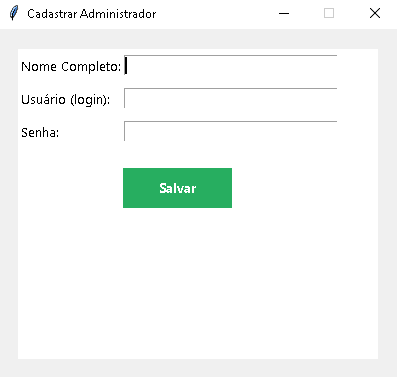 Cadastrar Administrador
Nome Completo:
Usuário (login):
Senha:
Salvar